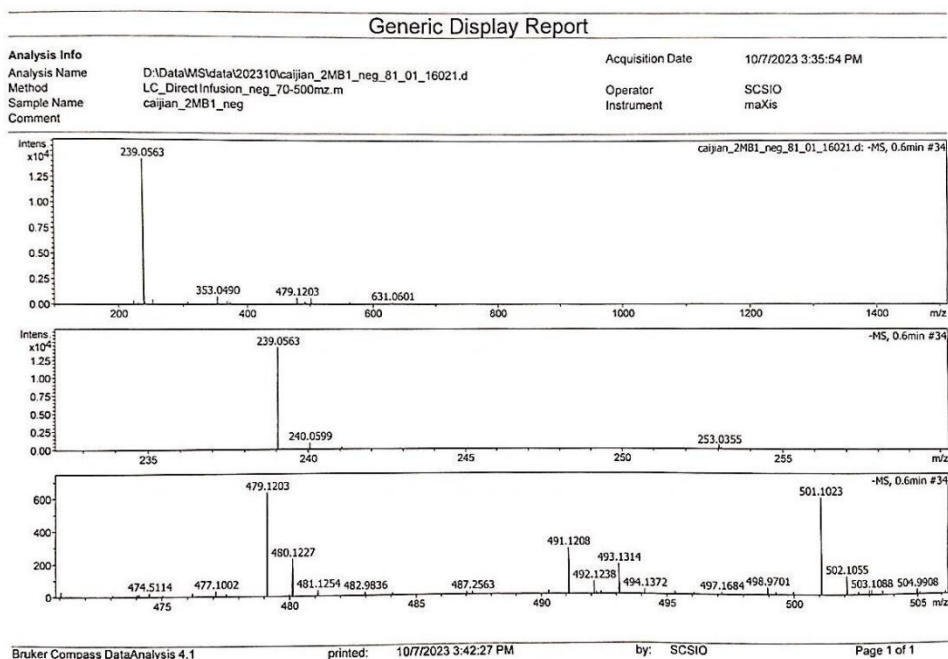 Generic Display Report
Analysis Info
Acquisition Date 10/7/2023 3:35:54 PM
Analysis Name D:\Data\MS\data\202310\caijian_2MB1_neg_81_01_16021.d
Method LC_DirectInfusion_neg_70-500mz.m
Operator SCSIO
Sample Name caijian_2MB1_neg
Instrument maXis
Comment
Intens.
x10⁴
caijian_2MB1_neg_81_01_16021.d: -MS, 0.6min #34
239.0563
1.25
1.00
0.75
0.50
0.25
353.0490 479.1203 631.0601
0.00
200 400 600 800 1000 1200 1400 m/z
Intens.
x10⁴
-MS, 0.6min #34
239.0563
1.25
1.00
0.75
0.50
0.25
240.0599 253.0355
0.00
235 240 245 250 255 m/z
-MS, 0.6min #34
479.1203 501.1023
600
400
491.1208
480.1227 493.1314
200
474.5114 477.1002 481.1254 482.9836 487.2563 492.1238 494.1372 497.1684 498.9701 502.1055 503.1088 504.9908
0
475 480 485 490 495 500 505 m/z
Bruker Compass DataAnalysis 4.1 printed: 10/7/2023 3:42:27 PM by: SCSIO Page 1 of 1